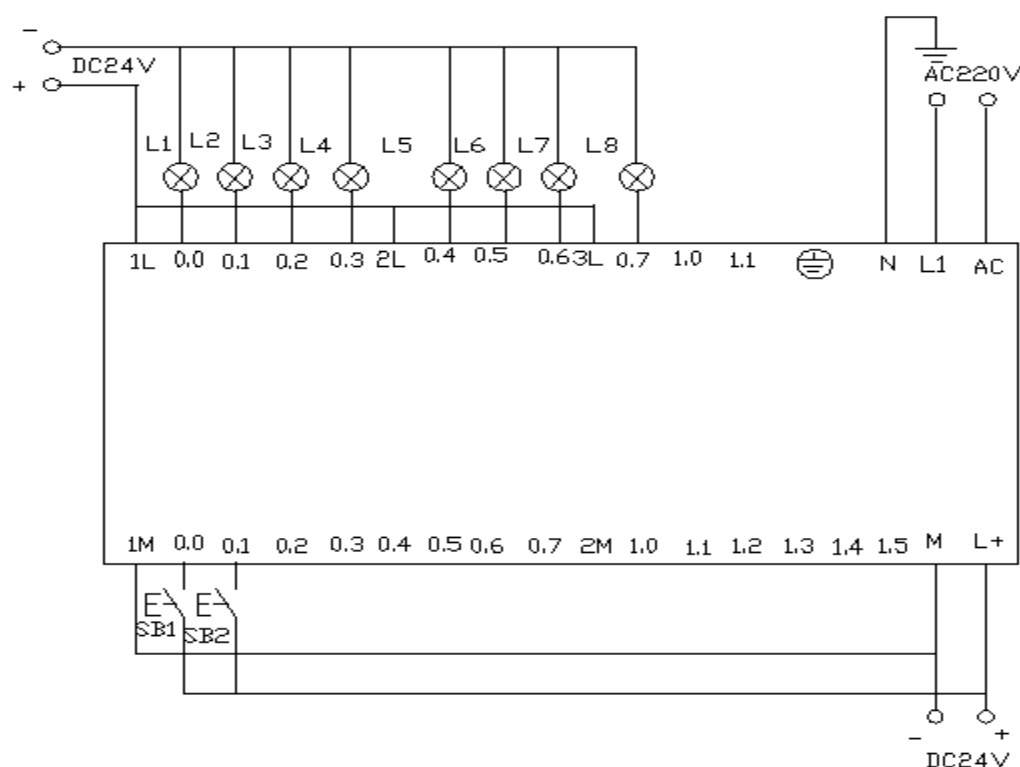 -
DC24V
+
AC220V
L1 L2 L3 L4 L5 L6 L7 L8
1L 0.0 0.1 0.2 0.3 2L 0.4 0.5 0.6 3L 0.7 1.0 1.1 N L1 AC
1M 0.0 0.1 0.2 0.3 0.4 0.5 0.6 0.7 2M 1.0 1.1 1.2 1.3 1.4 1.5 M L+
SB1 SB2
- +
DC24V